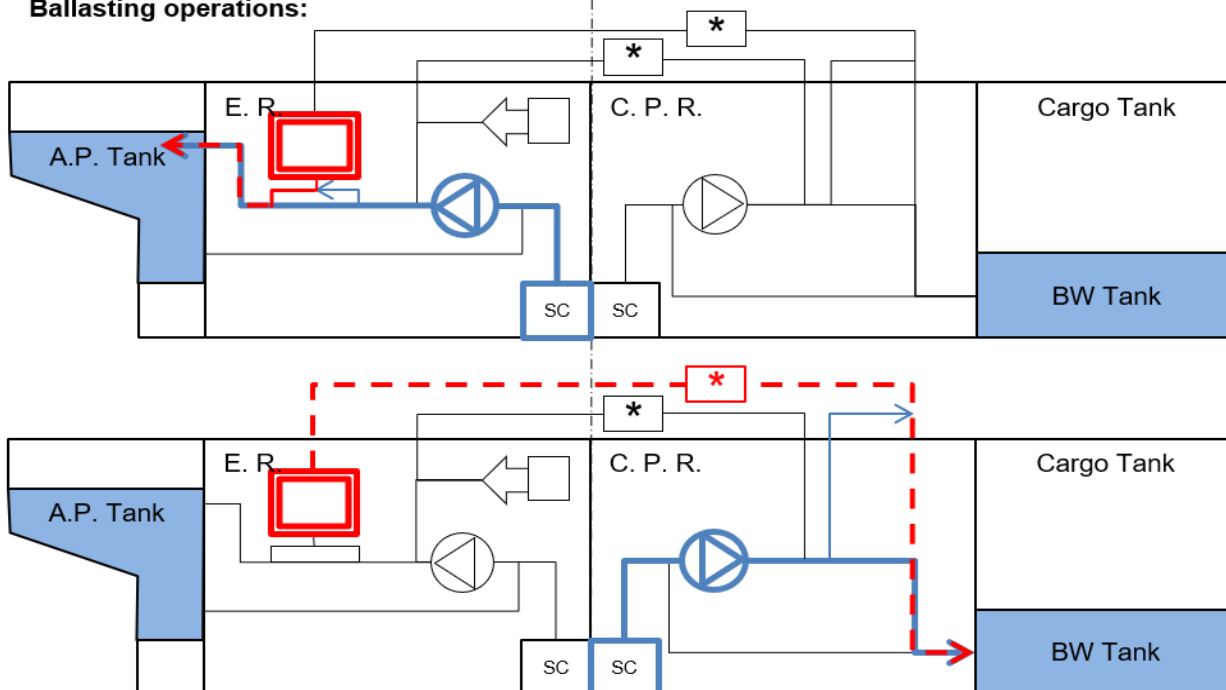 Ballasting operations:
*
*
E. R.
C. P. R.
Cargo Tank
A.P. Tank
BW Tank
SC
SC
*
*
E. R.
C. P. R.
Cargo Tank
A.P. Tank
BW Tank
SC
SC